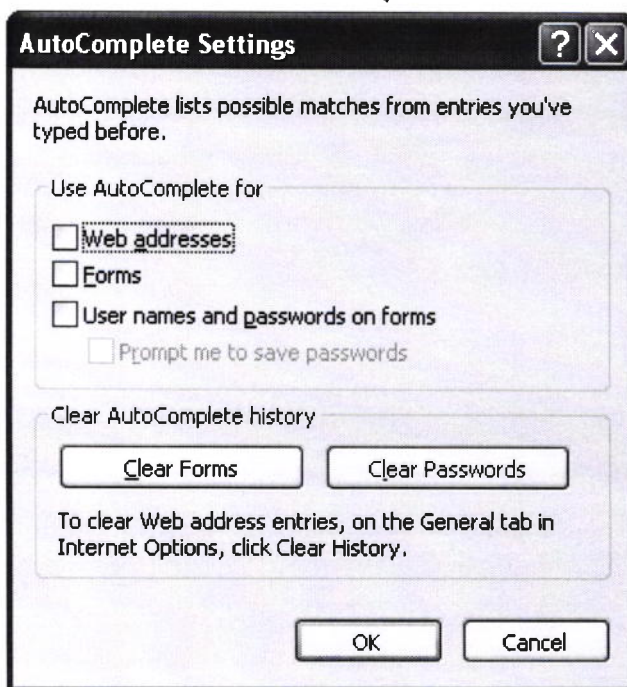 AutoComplete Settings
AutoComplete lists possible matches from entries you've
typed before.
Use AutoComplete for
Web addresses
Forms
User names and passwords on forms
Prompt me to save passwords
Clear AutoComplete history
Clear Forms Clear Passwords
To clear Web address entries, on the General tab in
Internet Options, click Clear History.
OK Cancel